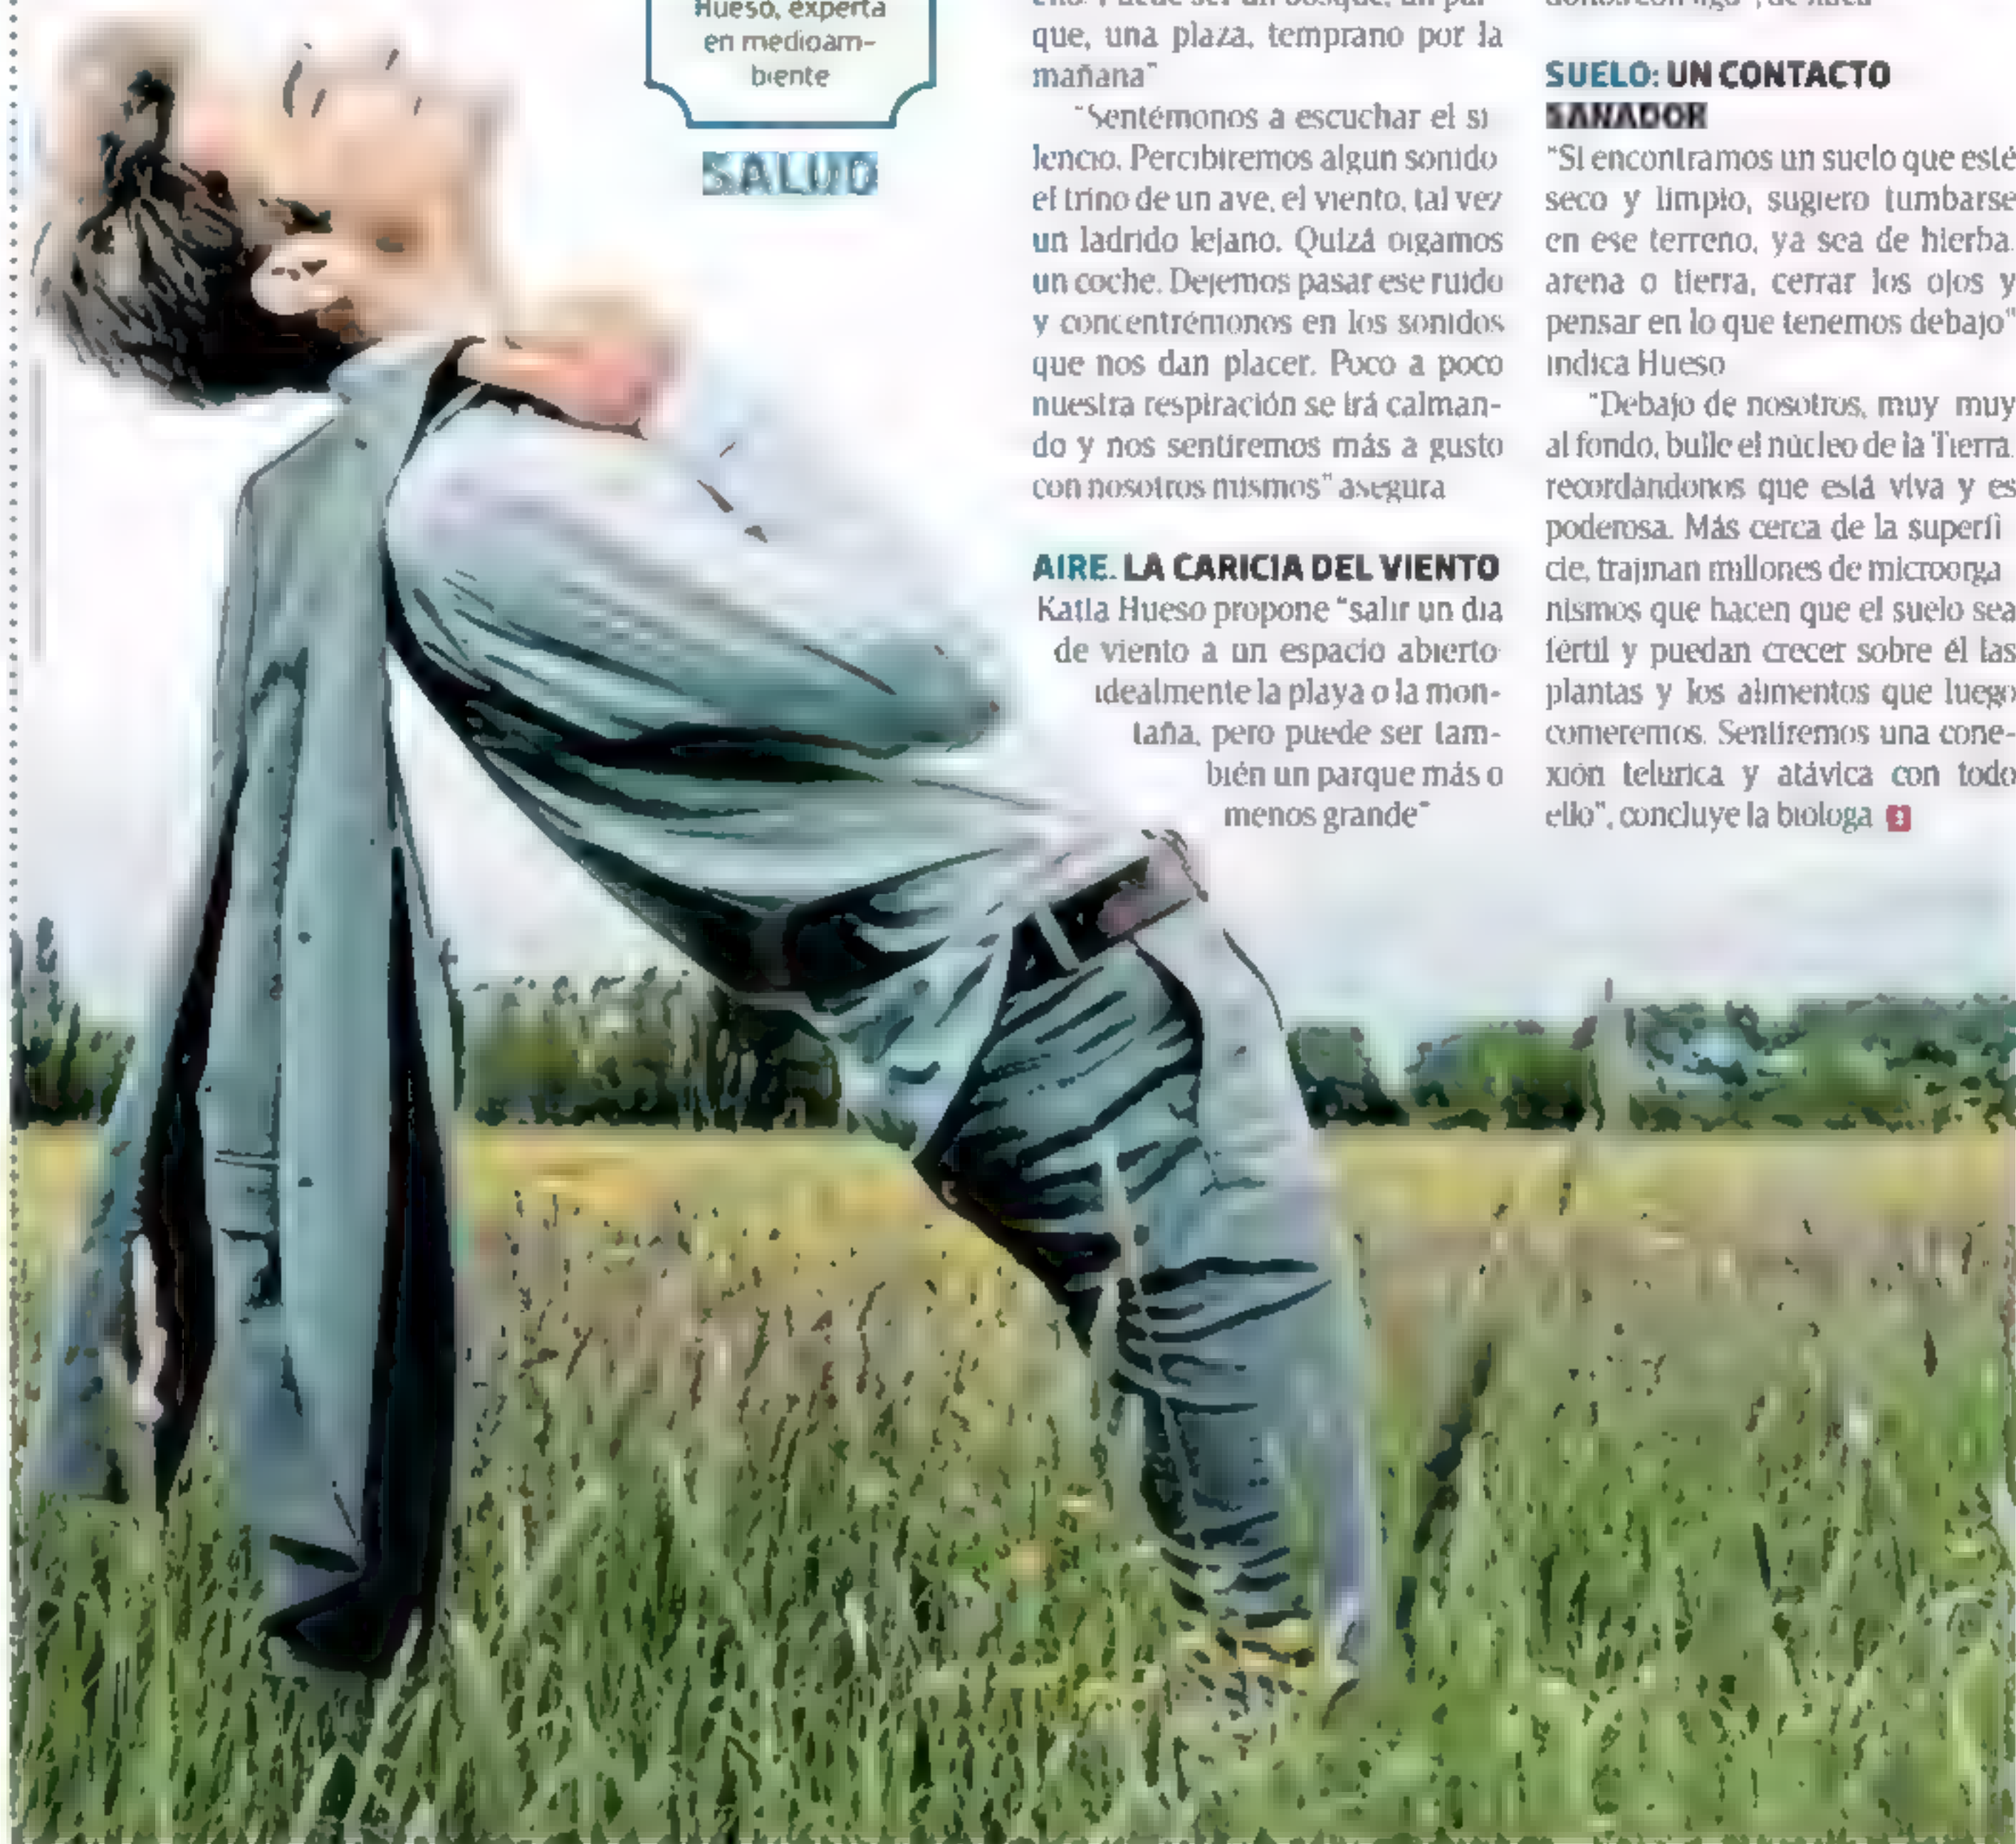 Hueso, experta
en medioam-
biente
SALUD
que, una plaza, temprano por la
mañana"
"Sentémonos a escuchar el si
lencio. Percibiremos algun sonido
el trino de un ave, el viento, tal vez
un ladrido lejano. Quizá oigamos
un coche. Dejemos pasar ese ruido
y concentrémonos en los sonidos
que nos dan placer. Poco a poco
nuestra respiración se irá calman-
do y nos sentiremos más a gusto
con nosotros mismos" asegura
AIRE. LA CARICIA DEL VIENTO
Katia Hueso propone "salir un dia
de viento a un espacio abierto
idealmente la playa o la mon-
taña, pero puede ser tam-
bién un parque más o
menos grande"
SUELO: UN CONTACTO
SANADOR
"Si encontramos un suelo que esté
seco y limpio, sugiero tumbarse
en ese terreno, ya sea de hierba
arena o tierra, cerrar los ojos y
pensar en lo que tenemos debajo"
indica Hueso
"Debajo de nosotros, muy muy
al fondo, bulle el núcleo de la Tierra
recordándonos que está viva y es
poderosa. Más cerca de la superfi
cie, trajinan millones de microorga
nismos que hacen que el suelo sea
fértil y puedan crecer sobre él las
plantas y los alimentos que luego
comeremos. Sentiremos una cone-
xión telurica y atávica con todo
ello", concluye la biologa